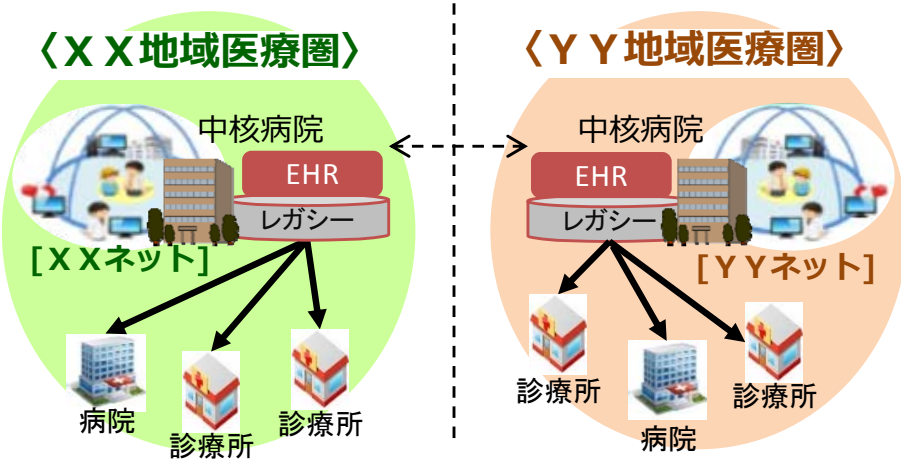 〈ＸＸ地域医療圏〉
中核病院
EHR
レガシー
[ＸＸネット]
病院
診療所
診療所
〈ＹＹ地域医療圏〉
中核病院
EHR
レガシー
[ＹＹネット]
診療所
病院
診療所